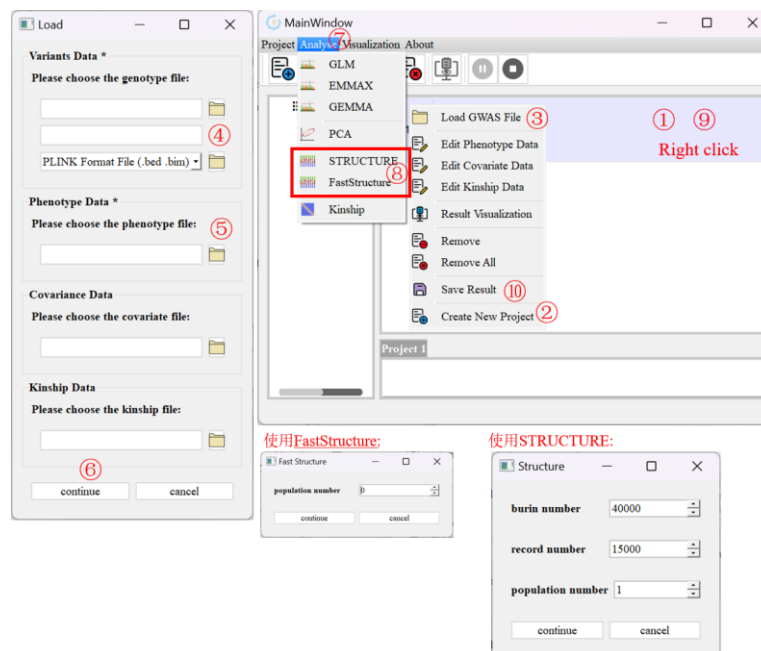 Load
Variants Data *
Please choose the genotype file:
④
PLINK Format File (.bed .bim)
Phenotype Data *
Please choose the phenotype file:
⑤
Covariance Data
Please choose the covariate file:
Kinship Data
Please choose the kinship file:
⑥
continue cancel
MainWindow
Project Analyse Visualization About
⑦
GLM
EMMAX
GEMMA
PCA
STRUCTURE
FastStructure
⑧
Kinship
Load GWAS File ③
Edit Phenotype Data
Edit Covariate Data
Edit Kinship Data
Result Visualization
Remove
Remove All
Save Result ⑩
Create New Project ②
① ⑨
Right click
Project 1
使用FastStructure:
Fast Structure
population number 0
continue cancel
使用STRUCTURE:
Structure
burin number 40000
record number 15000
population number 1
continue cancel